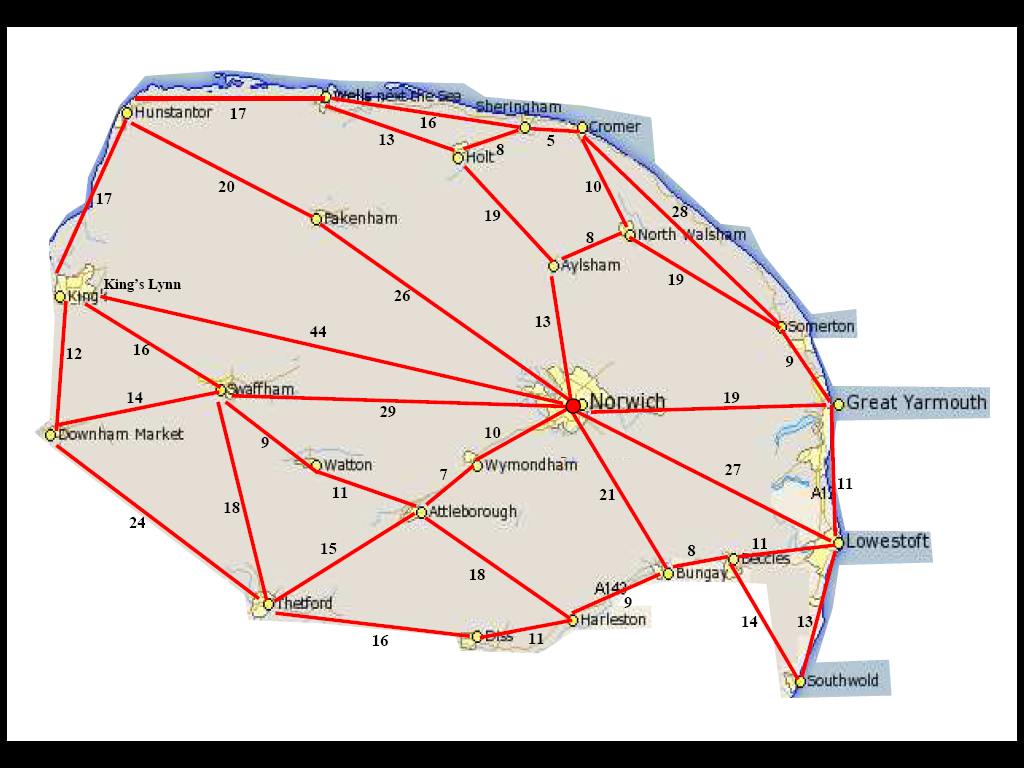 Wells next the Sea
Sheringham
Hunstanton
17
16
Cromer
13
8
5
Holt
20
10
17
19
28
Fakenham
8
North Walsham
Aylsham
19
King's Lynn
King'
26
13
44
Somerton
12
16
9
Swaffham
14
29
Norwich
19
Great Yarmouth
Downham Market
10
9
Watton
7
Wymondham
27
11
21
11
A12
18
Attleborough
24
Lowestoft
15
8
11
Beccles
18
Bungay
A143
9
Thetford
Harleston
14
13
16
Diss
11
Southwold